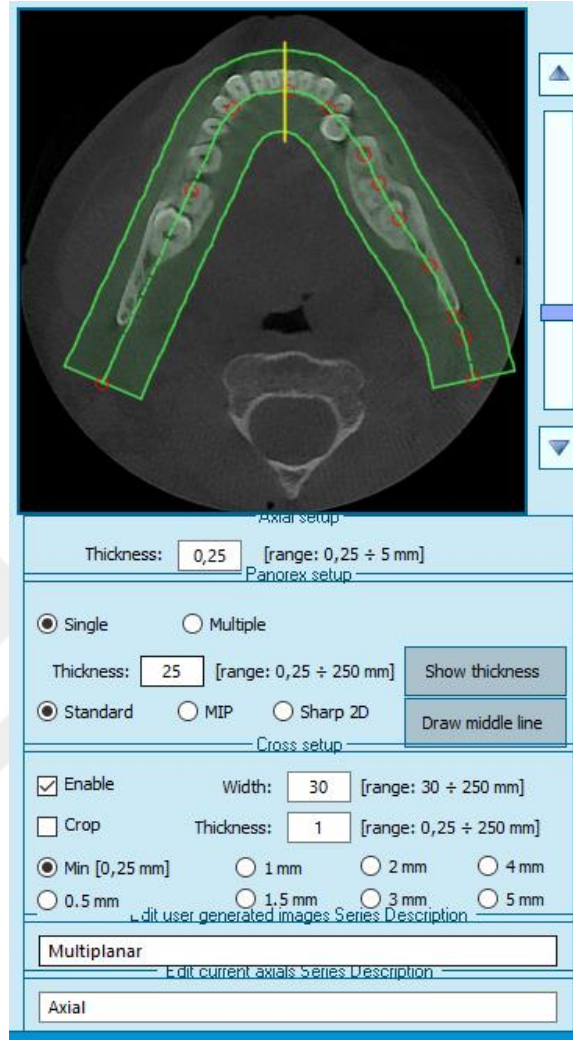 Axial setup
Thickness: 0,25 [range: 0,25 ÷ 5 mm]
Panorex setup
Single Multiple
Thickness: 25 [range: 0,25 ÷ 250 mm] Show thickness
Standard MIP Sharp 2D Draw middle line
Cross setup
Enable Width: 30 [range: 30 ÷ 250 mm]
Crop Thickness: 1 [range: 0,25 ÷ 250 mm]
Min [0,25 mm] 1 mm 2 mm 4 mm
0.5 mm 1.5 mm 3 mm 5 mm
Edit user generated images Series Description
Multiplanar
Edit current axials Series Description
Axial